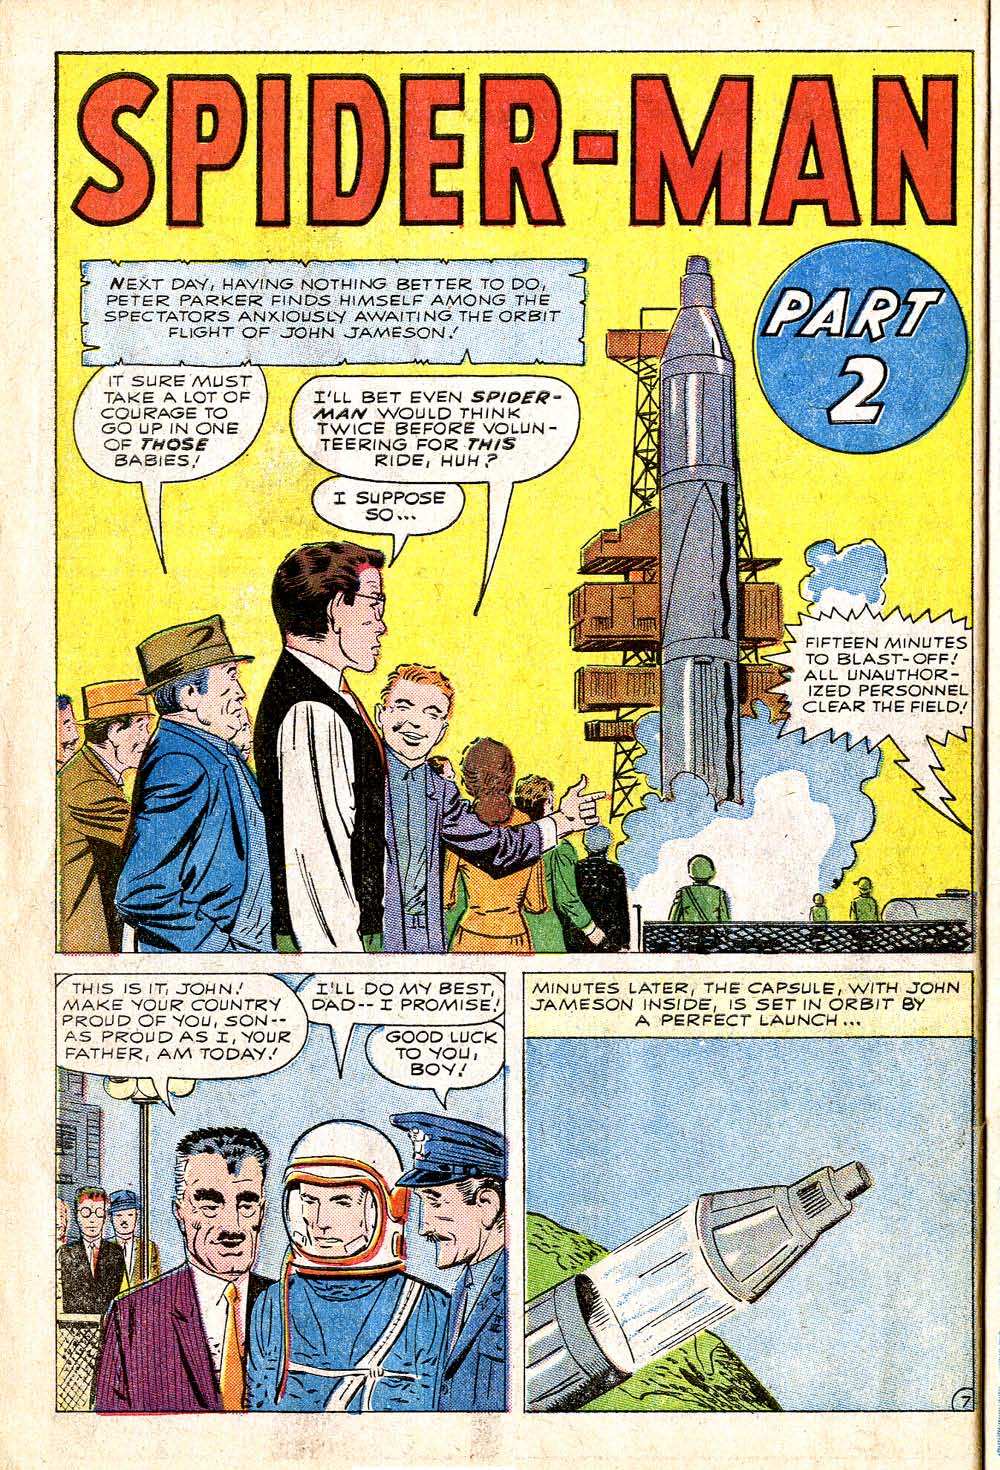 SPIDER-MAN
PART
2
NEXT DAY, HAVING NOTHING BETTER TO DO,
PETER PARKER FINDS HIMSELF AMONG THE
SPECTATORS ANXIOUSLY AWAITING THE ORBIT
FLIGHT OF JOHN JAMESON!
IT SURE MUST
TAKE A LOT OF
COURAGE TO
GO UP IN ONE
OF THOSE
BABIES!
I'LL BET EVEN SPIDER-
MAN WOULD THINK
TWICE BEFORE VOLUN-
TEERING FOR THIS
RIDE, HUH?
I SUPPOSE
SO...
FIFTEEN MINUTES
TO BLAST-OFF!
ALL UNAUTHOR-
IZED PERSONNEL
CLEAR THE FIELD!
THIS IS IT, JOHN!
MAKE YOUR COUNTRY
PROUD OF YOU, SON--
AS PROUD AS I, YOUR
FATHER, AM TODAY!
I'LL DO MY BEST,
DAD-- I PROMISE!
GOOD LUCK
TO YOU,
BOY!
MINUTES LATER, THE CAPSULE, WITH JOHN
JAMESON INSIDE, IS SET IN ORBIT BY
A PERFECT LAUNCH...
7